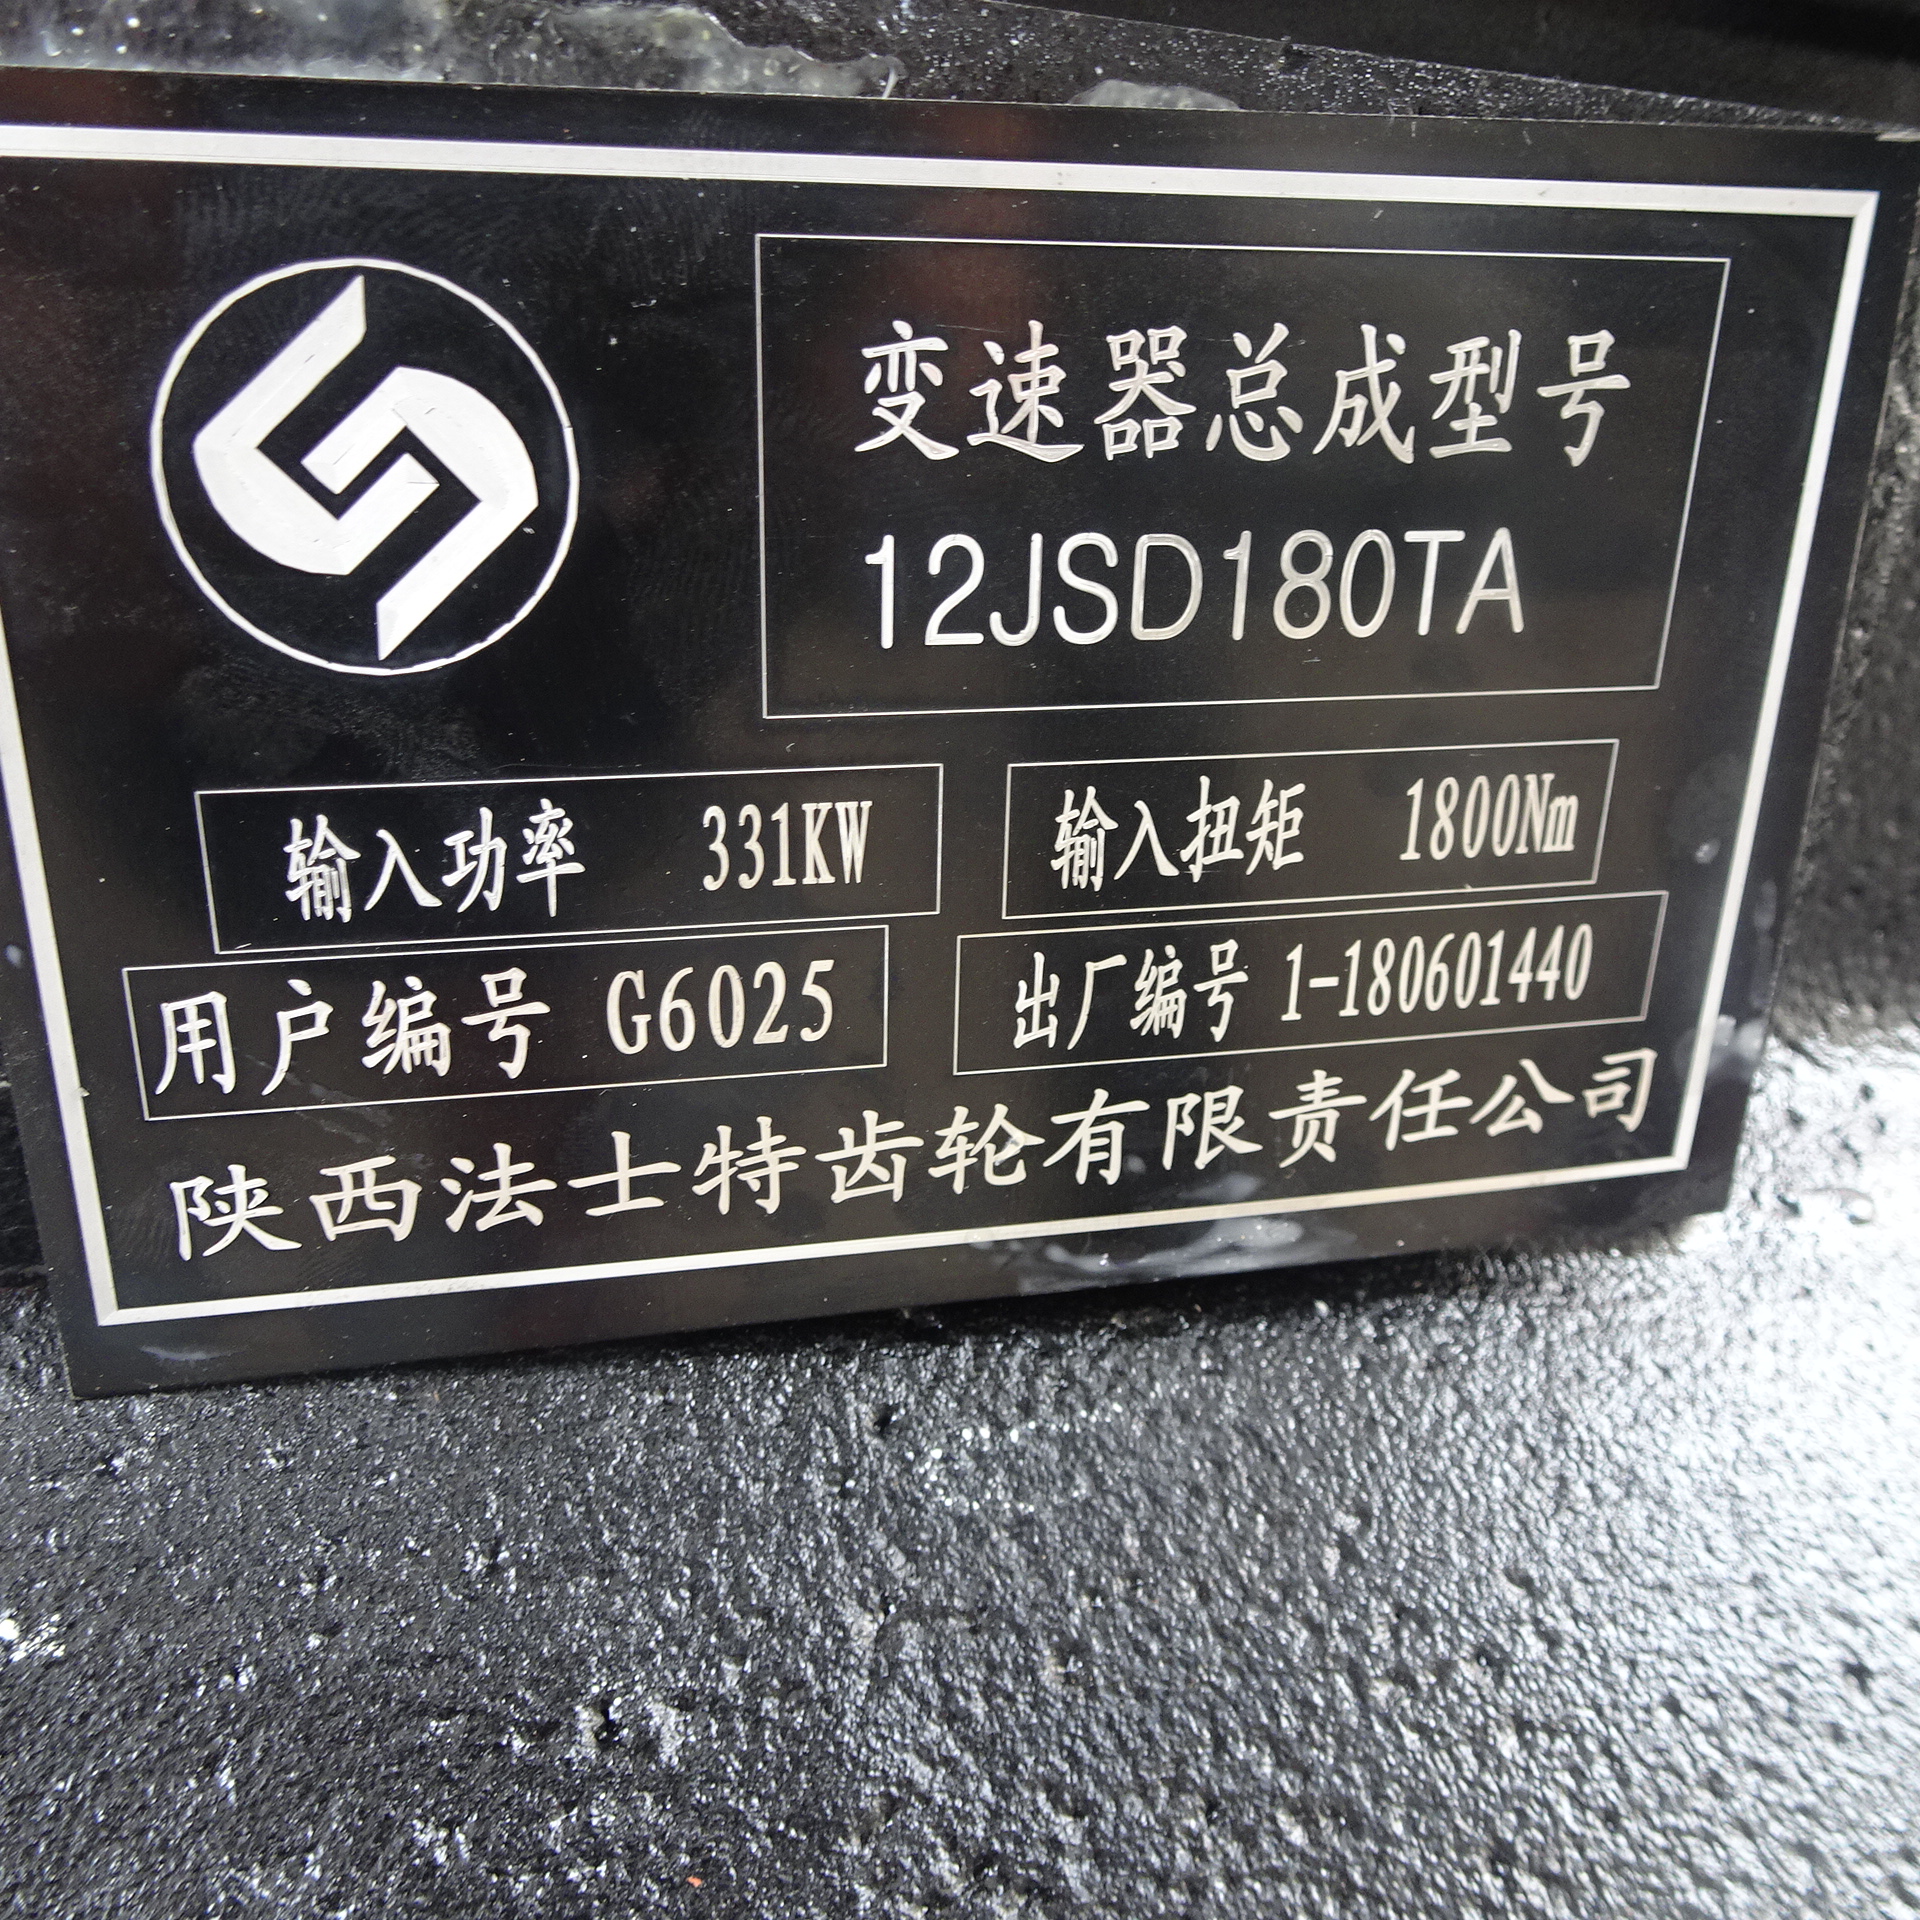 变速器总成型号
12JSD180TA
输入功率 331KW
输入扭矩 1800Nm
用户编号 G6025
出厂编号 1-180601440
陕西法士特齿轮有限责任公司